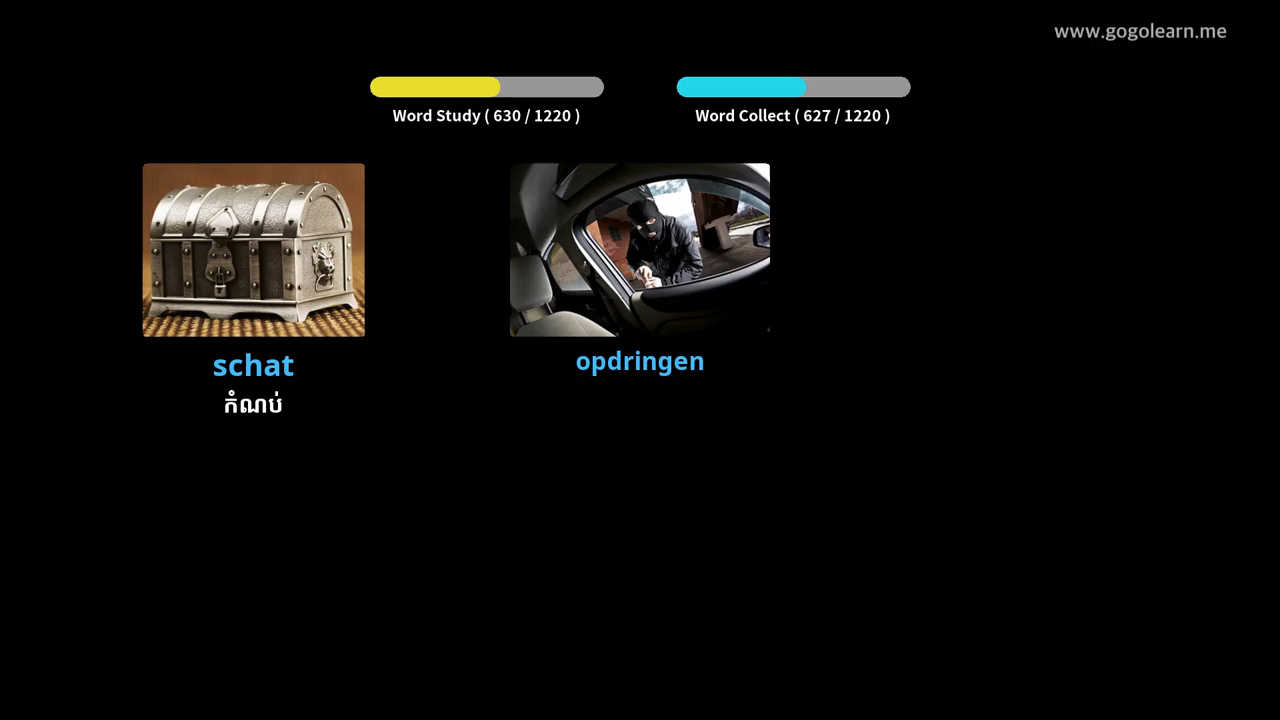 www.gogolearn.me
Word Study ( 630 / 1220 )
Word Collect ( 627 / 1220 )
schat
opdringen
កំណប់